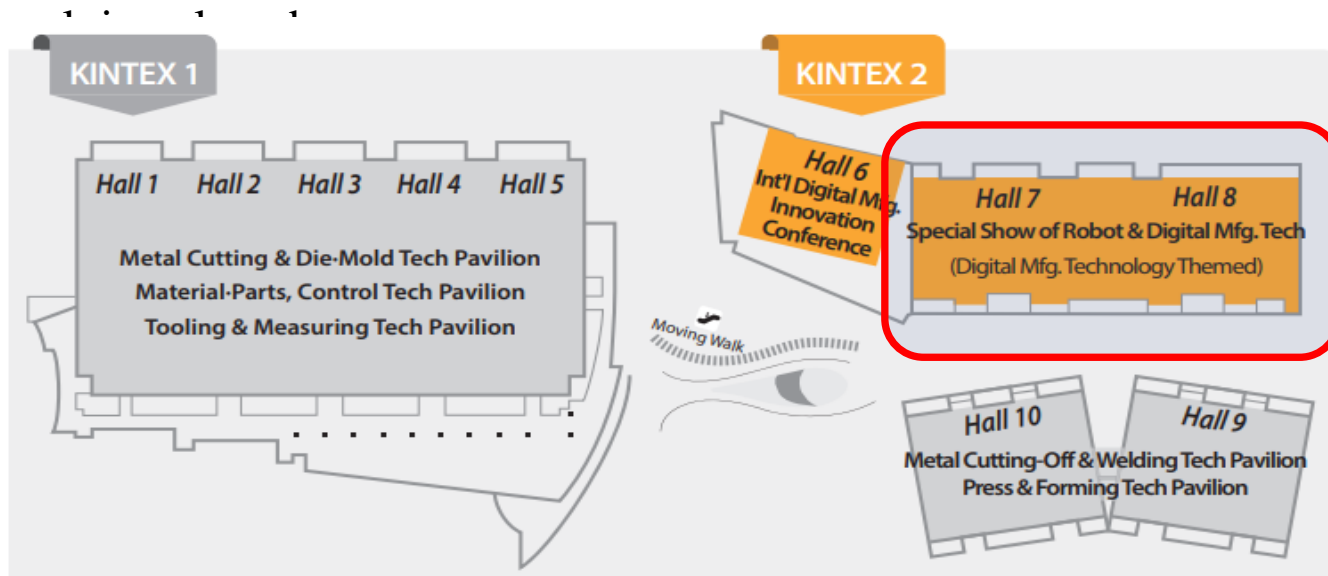 KINTEX 1
KINTEX 2
Hall 1 Hall 2 Hall 3 Hall 4 Hall 5
Metal Cutting & Die·Mold Tech Pavilion
Material·Parts, Control Tech Pavilion
Tooling & Measuring Tech Pavilion
Moving Walk
Hall 6
Int'l Digital Mfg.
Innovation
Conference
Hall 7 Hall 8
Special Show of Robot & Digital Mfg. Tech
(Digital Mfg. Technology Themed)
Hall 10 Hall 9
Metal Cutting-Off & Welding Tech Pavilion
Press & Forming Tech Pavilion